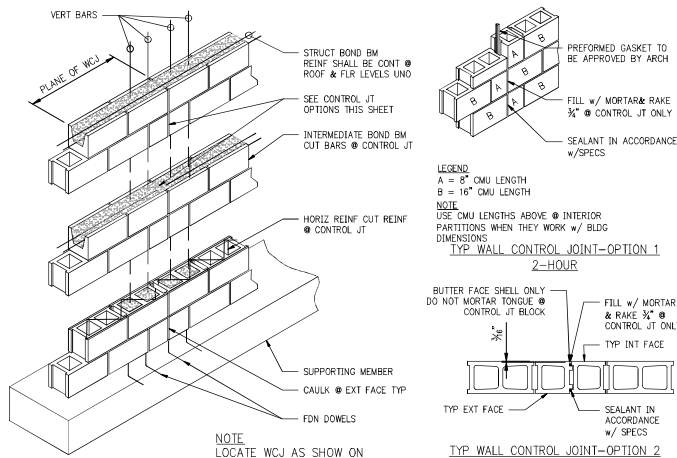 VERT BARS
PLANE OF WCJ
STRUCT BOND BM
REINF SHALL BE CONT @
ROOF & FLR LEVELS UNO
SEE CONTROL JT
OPTIONS THIS SHEET
INTERMEDIATE BOND BM
CUT BARS @ CONTROL JT
HORIZ REINF CUT REINF
@ CONTROL JT
SUPPORTING MEMBER
CAULK @ EXT FACE TYP
FDN DOWELS
NOTE
LOCATE WCJ AS SHOW ON
PREFORMED GASKET TO
BE APPROVED BY ARCH
B
A
B
B
A
B
A
B
FILL w/ MORTAR& RAKE
¾" @ CONTROL JT ONLY
SEALANT IN ACCORDANCE
w/SPECS
LEGEND
A = 8" CMU LENGTH
B = 16" CMU LENGTH
NOTE
USE CMU LENGTHS ABOVE @ INTERIOR
PARTITIONS WHEN THEY WORK w/ BLDG
DIMENSIONS
TYP WALL CONTROL JOINT-OPTION 1
2-HOUR
BUTTER FACE SHELL ONLY
DO NOT MORTAR TONGUE @
CONTROL JT BLOCK
FILL w/ MORTAR
& RAKE ¾" @
CONTROL JT ONL
TYP INT FACE
TYP EXT FACE
SEALANT IN
ACCORDANCE
w/ SPECS
TYP WALL CONTROL JOINT-OPTION 2